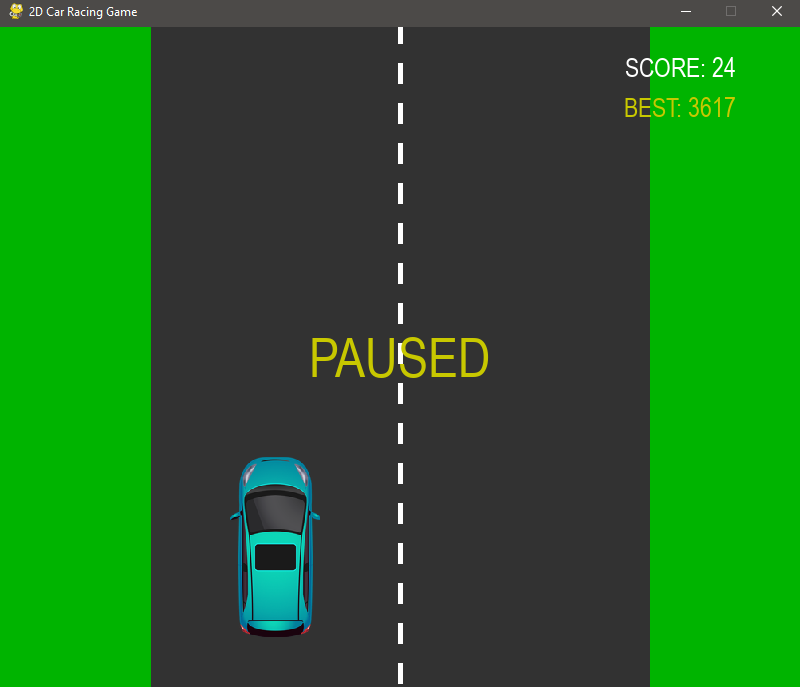 2D Car Racing Game
SCORE: 24
BEST: 3617
PAUSED